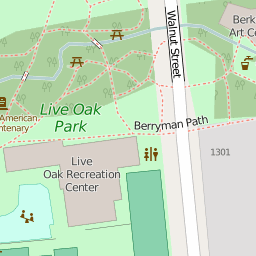 Berk
Art Ce
Walnut Street
American
entenary
Live Oak
Park
Berryman Path
Live
Oak Recreation
Center
1301